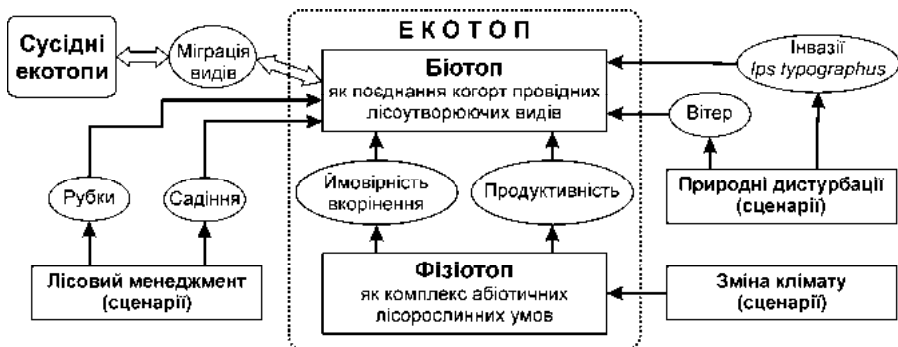 ЕКОТОП
Сусідні
екотопи
Міграція
видів
Біотоп
як поєднання когорт провідних
лісоутворюючих видів
Інвазії
Ips typographus
Вітер
Рубки
Садіння
Ймовірність
вкорінення
Продуктивність
Природні дистурбації
(сценарії)
Лісовий менеджмент
(сценарії)
Фізіотоп
як комплекс абіотичних
лісорослинних умов
Зміна клімату
(сценарії)